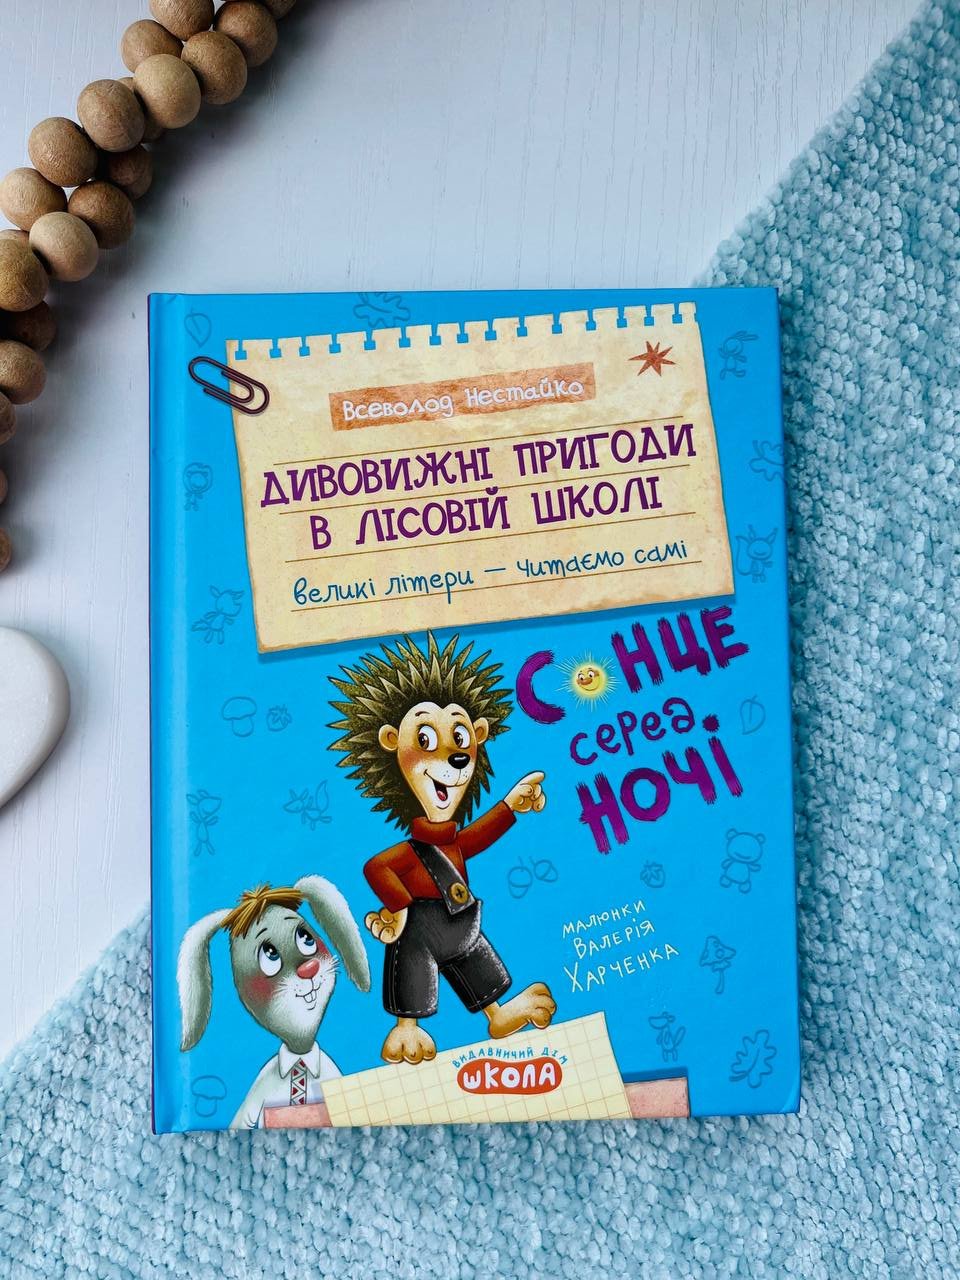 Всеволод Нестайко
ДИВОВИЖНІ ПРИГОДИ
В ЛІСОВІЙ ШКОЛІ
великі літери – читаємо самі
СОНЦЕ
серед
НОЧІ
малюнки
Валерія
Харченка
ВИДАВНИЧИЙ ДІМ
ШКОЛА